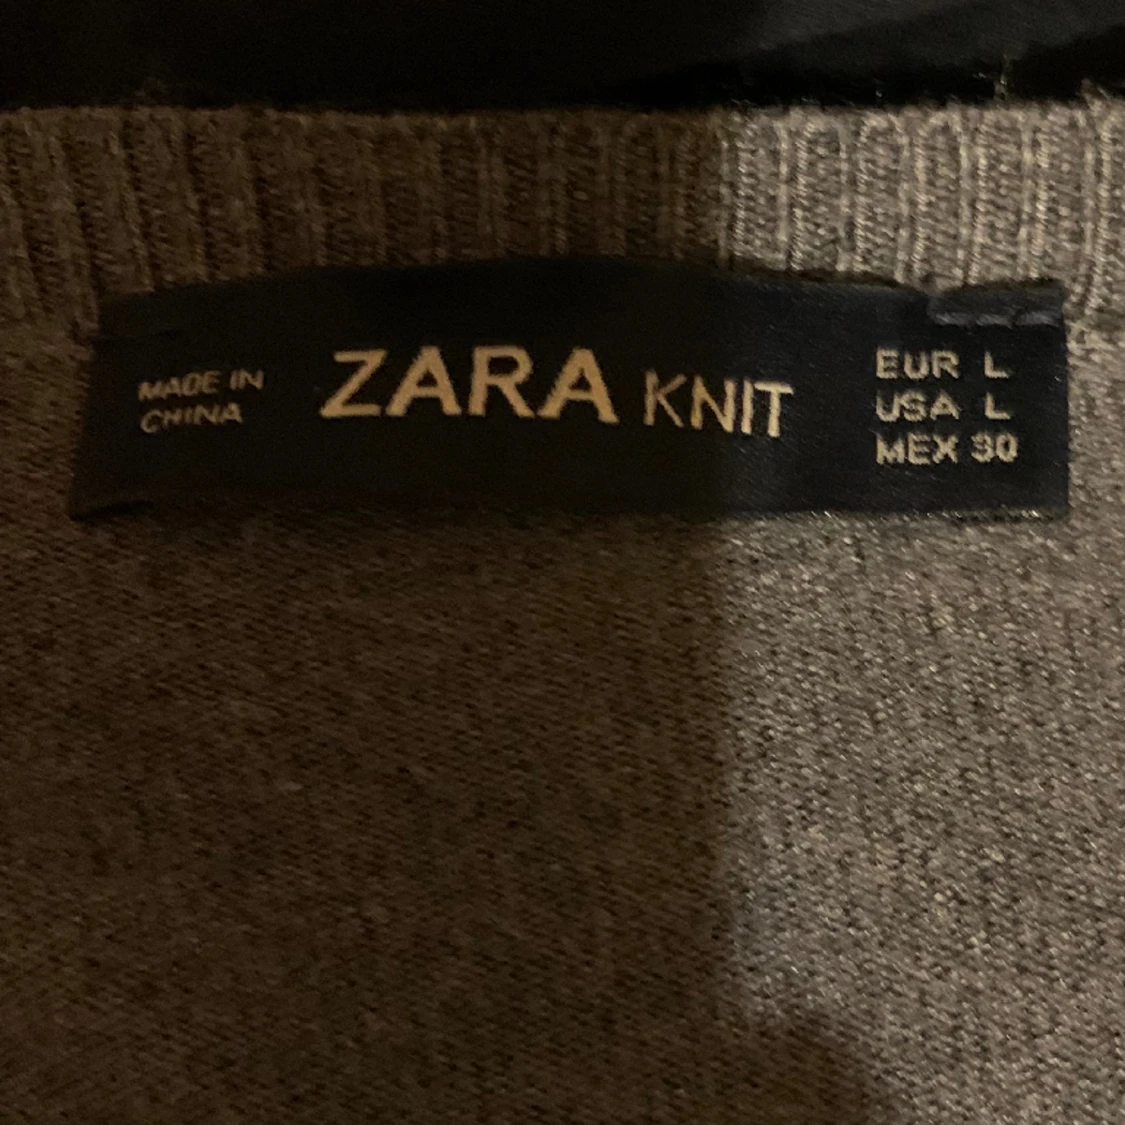 MADE IN
CHINA
ZARA KNIT
EUR L
USA L
MEX 30